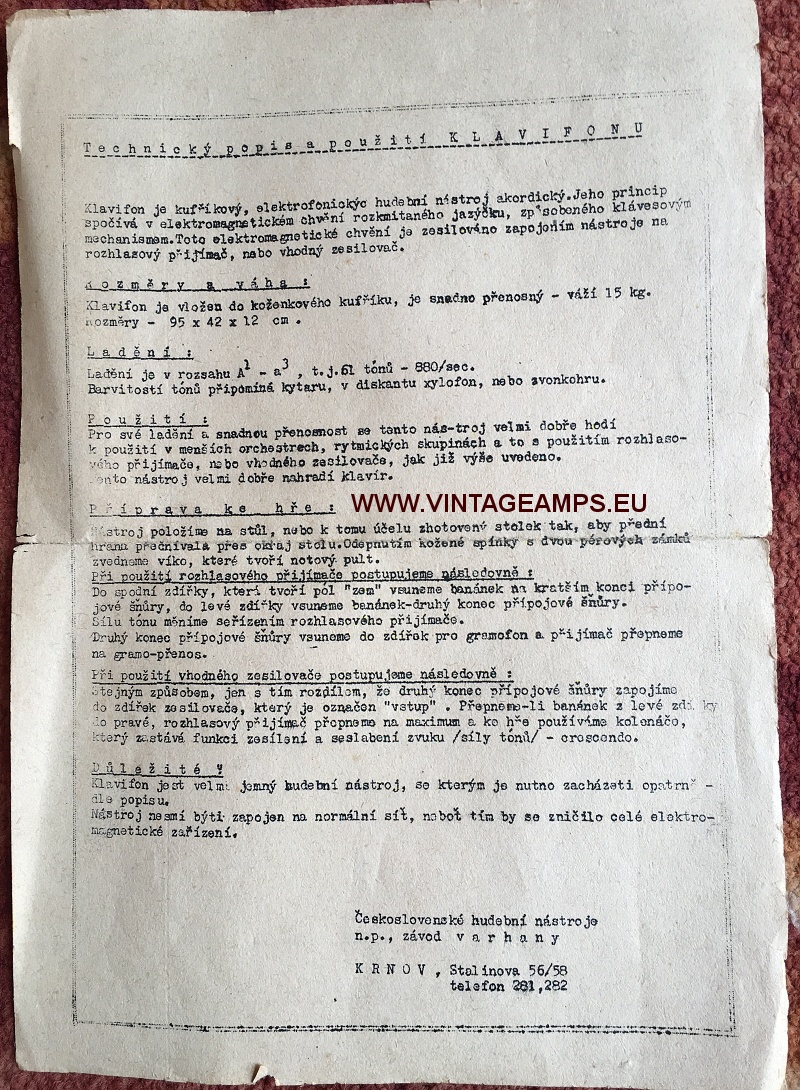 Technický popis a použití KLAVIFONU
Klavifon je kufříkový, elektrofonickýc hudební nástroj akordický.Jeho princip
spočívá v elektromagnetickém chvění rozkmitaného jazýčku, způsobeného klávesovým
mechanismem.Toto elektromagnetické chvění je zesilováno zapojením nástroje na
rozhlasový přijímač, nebo vhodný zesilovač.
Rozměry a váha :
Klavifon je vložen do koženkového kufříku, je snadno přenosný - váží 15 kg.
Rozměry - 95 x 42 x 12 cm .
Ladění :
Ladění je v rozsahu A¹ - a³ , t.j.61 tónů - 880/sec.
Barvitostí tónů připomíná kytaru, v diskantu xylofon, nebo zvonkohru.
Použití :
Pro své ladění a snadnou přenosnost se tento nás-troj velmi dobře hodí
k použití v menších orchestrech, rytmických skupinách a to s použitím rozhlaso-
vého přijímače, nebo vhodného zesilovače, jak již výše uvedeno.
Tento nástroj velmi dobře nahradí klavír.
Příprava ke hře :
WWW.VINTAGEAMPS.EU
Nástroj položíme na stůl, nebo k tomu účelu zhotovený stolek tak, aby přední
hrana přečnívala přes okraj stolu.Odepnutím kožené spinky s dvou pérových zámků
zvedneme víko, které tvoří notový pult.
Při použití rozhlasového přijímače postupujeme následovně :
Do spodní zdířky, která tvoří pól "zem" vsuneme banánek na kratším konci přípo-
jové šňůry, do levé zdířky vsuneme banánek-druhý konec přípojové šňůry.
Sílu tónu měníme seřízením rozhlasového přijímače.
Druhý konec přípojové šňůry vsuneme do zdířek pro gramofon a přijímač přepneme
na gramo-přenos.
Při použití vhodného zesilovače postupujeme následovně :
Stejným způsobem, jen s tím rozdílem, že druhý konec přípojové šňůry zapojíme
do zdířek zesilovače, který je označen "vstup" . Přepneme-li banánek z levé zdířky
do pravé, rozhlasový přijímač přepneme na maximum a ke hře používáme kolenáče,
který zastává funkci zesílení a seslabení zvuku /síly tónů/ - crescendo.
Důležité !
Klavifon jest velmi jemný hudební nástroj, se kterým je nutno zacházeti opatrně -
dle popisu.
Nástroj nesmí býti zapojen na normální síť, neboť tím by se zničilo celé elektro-
magnetické zařízení.
Československé hudební nástroje
n.p., závod varhany
KRNOV, Stalinova 56/58
telefon 281,282